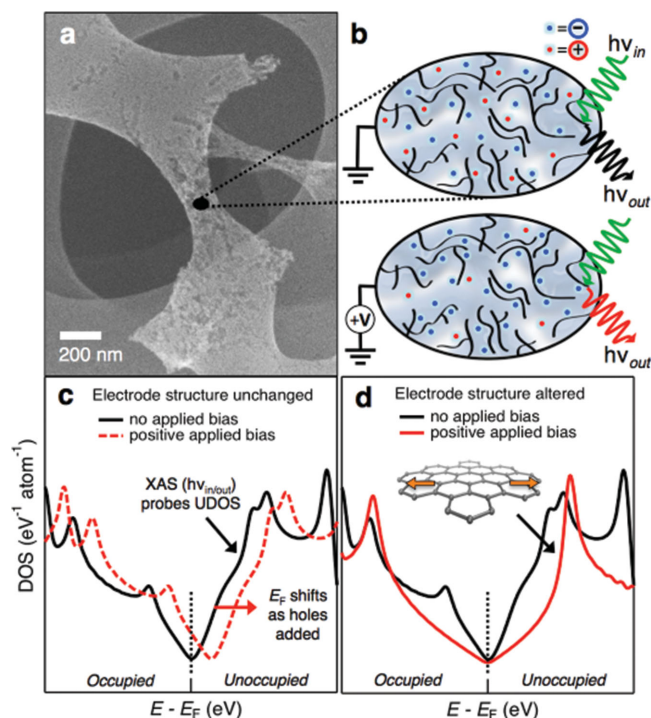 a
200 nm
b
= −
= +
hνin
hνout
+V
hνout
c Electrode structure unchanged
no applied bias
positive applied bias
XAS (hνin/out)
probes UDOS
EF shifts
as holes
added
Occupied
Unoccupied
DOS (eV-1 atom-1)
E - EF (eV)
d Electrode structure altered
no applied bias
positive applied bias
Occupied
Unoccupied
E - EF (eV)